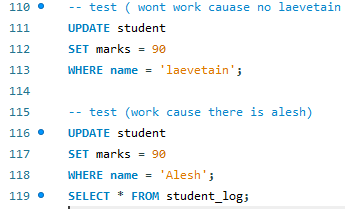 110 -- test ( wont work cauase no laevetain
111 UPDATE student
112 SET marks = 90
113 WHERE name = 'laevetain';
114
115 -- test (work cause there is alesh)
116 UPDATE student
117 SET marks = 90
118 WHERE name = 'Alesh';
119 SELECT * FROM student_log;